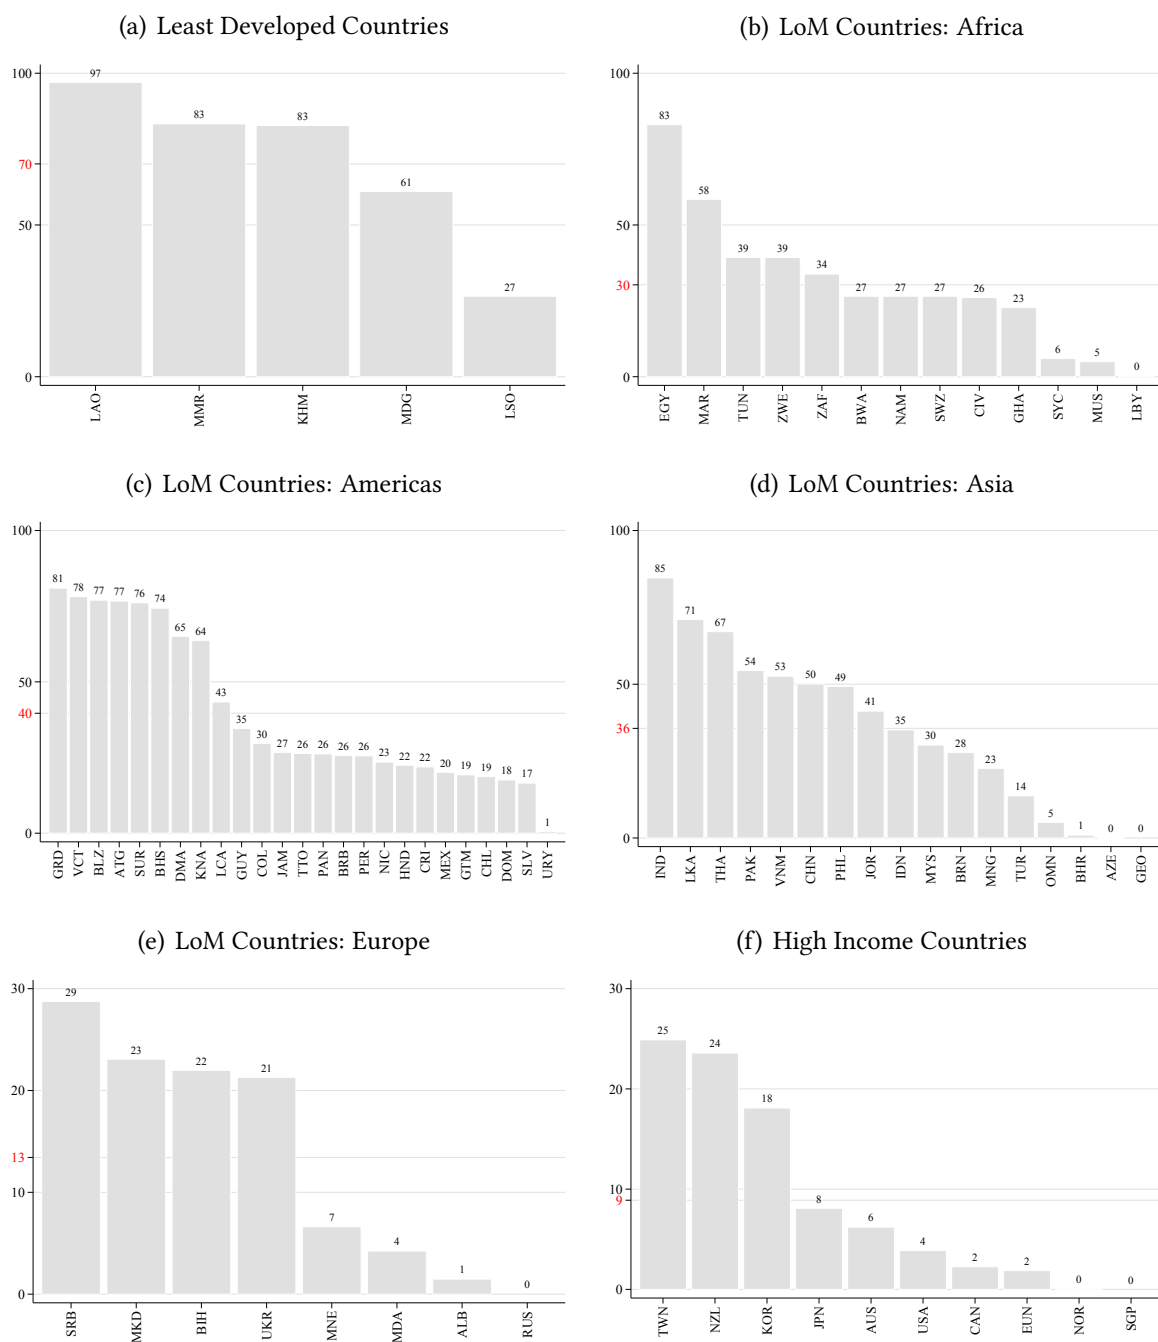 (a) Least Developed Countries
100
70
50
0
97
83
83
61
27
LAO
MMR
KHM
MDG
LSO
(b) LoM Countries: Africa
100
50
30
0
83
58
39
39
34
27
27
27
26
23
6
5
0
EGY
MAR
TUN
ZWE
ZAF
BWA
NAM
SWZ
CIV
GHA
SYC
MUS
LBY
(c) LoM Countries: Americas
100
50
40
0
81
78
77
77
76
74
65
64
43
35
30
27
26
26
26
26
23
22
22
20
19
19
18
17
1
GRD
VCT
BLZ
ATG
SUR
BHS
DMA
KNA
LCA
GUY
COL
JAM
TTO
PAN
BRB
PER
NIC
HND
CRI
MEX
GTM
CHL
DOM
SLV
URY
(d) LoM Countries: Asia
100
50
36
0
85
71
67
54
53
50
49
41
35
30
28
23
14
5
1
0
0
IND
LKA
THA
PAK
VNM
CHN
PHL
JOR
IDN
MYS
BRN
MNG
TUR
OMN
BHR
AZE
GEO
(e) LoM Countries: Europe
30
20
13
10
0
29
23
22
21
7
4
1
0
SRB
MKD
BIH
UKR
MNE
MDA
ALB
RUS
(f) High Income Countries
30
20
10
9
0
25
24
18
8
6
4
2
2
0
0
TWN
NZL
KOR
JPN
AUS
USA
CAN
EUN
NOR
SGP